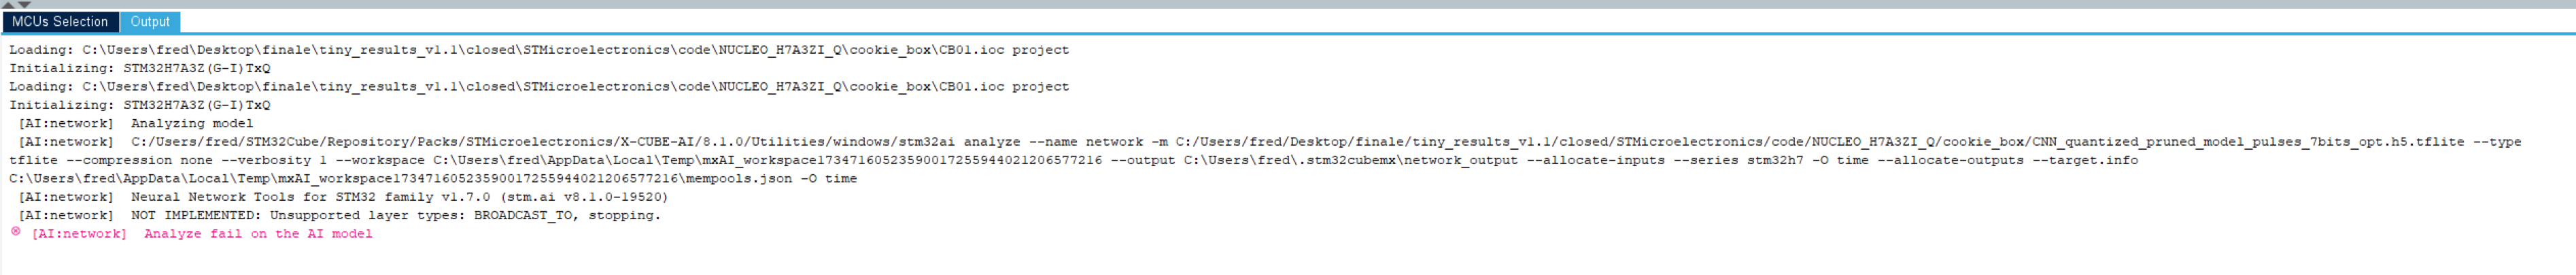 MCUs Selection Output
Loading: C:\Users\fred\Desktop\finale\tiny_results_v1.1\closed\STMicroelectronics\code\NUCLEO_H7A3ZI_Q\cookie_box\CB01.ioc project
Initializing: STM32H7A3Z(G-I)TxQ
Loading: C:\Users\fred\Desktop\finale\tiny_results_v1.1\closed\STMicroelectronics\code\NUCLEO_H7A3ZI_Q\cookie_box\CB01.ioc project
Initializing: STM32H7A3Z(G-I)TxQ
[AI:network] Analyzing model
[AI:network] C:/Users/fred/STM32Cube/Repository/Packs/STMicroelectronics/X-CUBE-AI/8.1.0/Utilities/windows/stm32ai analyze --name network -m C:/Users/fred/Desktop/finale/tiny_results_v1.1/closed/STMicroelectronics/code/NUCLEO_H7A3ZI_Q/cookie_box/CNN_quantized_pruned_model_pulses_7bits_opt.h5.tflite --type
tflite --compression none --verbosity 1 --workspace C:\Users\fred\AppData\Local\Temp\mxAI_workspace17347160523590017255944021206577216 --output C:\Users\fred\.stm32cubemx\network_output --allocate-inputs --series stm32h7 -O time --allocate-outputs --target.info
C:\Users\fred\AppData\Local\Temp\mxAI_workspace17347160523590017255944021206577216\mempools.json -O time
[AI:network] Neural Network Tools for STM32 family v1.7.0 (stm.ai v8.1.0-19520)
[AI:network] NOT IMPLEMENTED: Unsupported layer types: BROADCAST_TO, stopping.
[AI:network] Analyze fail on the AI model